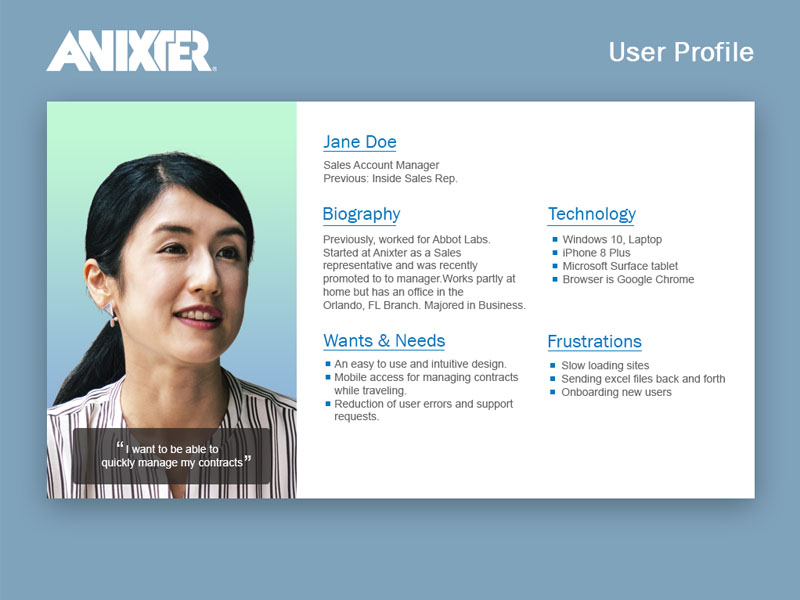 ANIXTER®
User Profile
Jane Doe
Sales Account Manager
Previous: Inside Sales Rep.
Biography
Previously, worked for Abbot Labs.
Started at Anixter as a Sales
representative and was recently
promoted to to manager.Works partly at
home but has an office in the
Orlando, FL Branch. Majored in Business.
Technology
Windows 10, Laptop
iPhone 8 Plus
Microsoft Surface tablet
Browser is Google Chrome
Wants & Needs
An easy to use and intuitive design.
Mobile access for managing contracts
while traveling.
Reduction of user errors and support
requests.
Frustrations
Slow loading sites
Sending excel files back and forth
Onboarding new users
“ I want to be able to
quickly manage my contracts ”